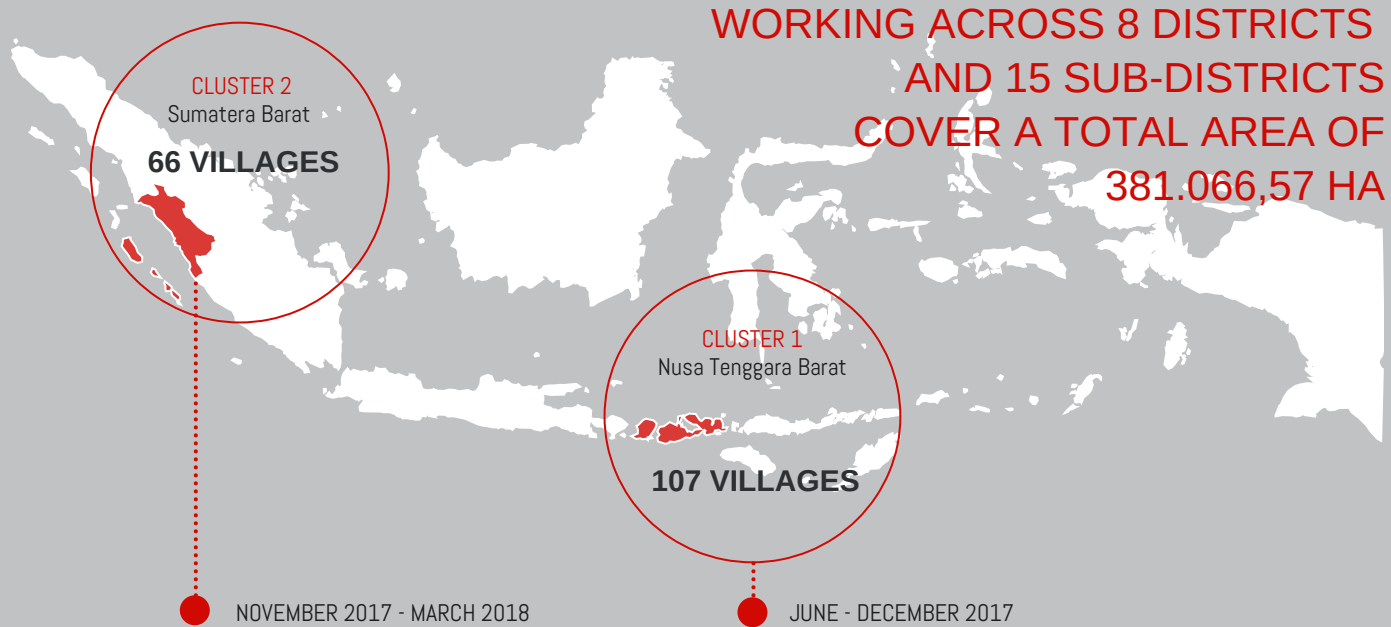 WORKING ACROSS 8 DISTRICTS
AND 15 SUB-DISTRICTS
COVER A TOTAL AREA OF
381.066,57 HA
CLUSTER 2
Sumatera Barat
66 VILLAGES
CLUSTER 1
Nusa Tenggara Barat
107 VILLAGES
NOVEMBER 2017 - MARCH 2018
JUNE - DECEMBER 2017